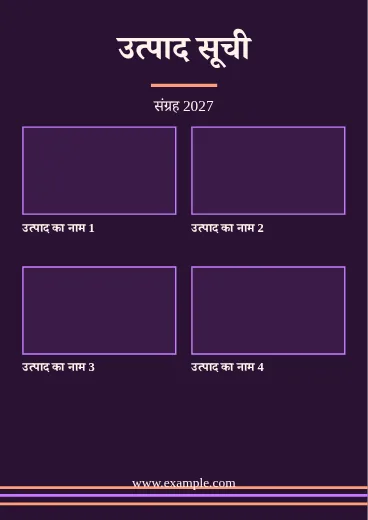 उत्पाद सूची
संग्रह 2027
उत्पाद का नाम 1
उत्पाद का नाम 2
उत्पाद का नाम 3
उत्पाद का नाम 4
www.example.com